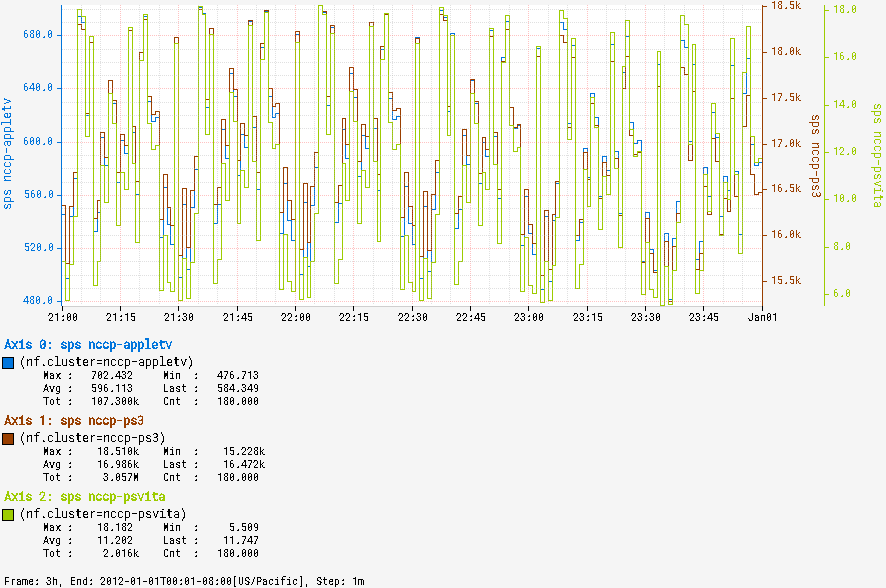 18.5k
18.0
680.0
18.0k
16.0
640.0
17.5k
14.0
sps nccp-appletv
600.0
17.0k
sps nccp-ps3
sps nccp-psvita
12.0
560.0
16.5k
10.0
520.0
16.0k
8.0
15.5k
480.0
6.0
21:00 21:15 21:30 21:45 22:00 22:15 22:30 22:45 23:00 23:15 23:30 23:45 Jan01
Axis 0: sps nccp-appletv
(nf.cluster=nccp-appletv)
Max : 702.432 Min : 476.713
Avg : 596.113 Last : 584.349
Tot : 107.300k Cnt : 180.000
Axis 1: sps nccp-ps3
(nf.cluster=nccp-ps3)
Max : 18.510k Min : 15.228k
Avg : 16.986k Last : 16.472k
Tot : 3.057M Cnt : 180.000
Axis 2: sps nccp-psvita
(nf.cluster=nccp-psvita)
Max : 18.182 Min : 5.509
Avg : 11.202 Last : 11.747
Tot : 2.016k Cnt : 180.000
Frame: 3h, End: 2012-01-01T00:01-08:00[US/Pacific], Step: 1m